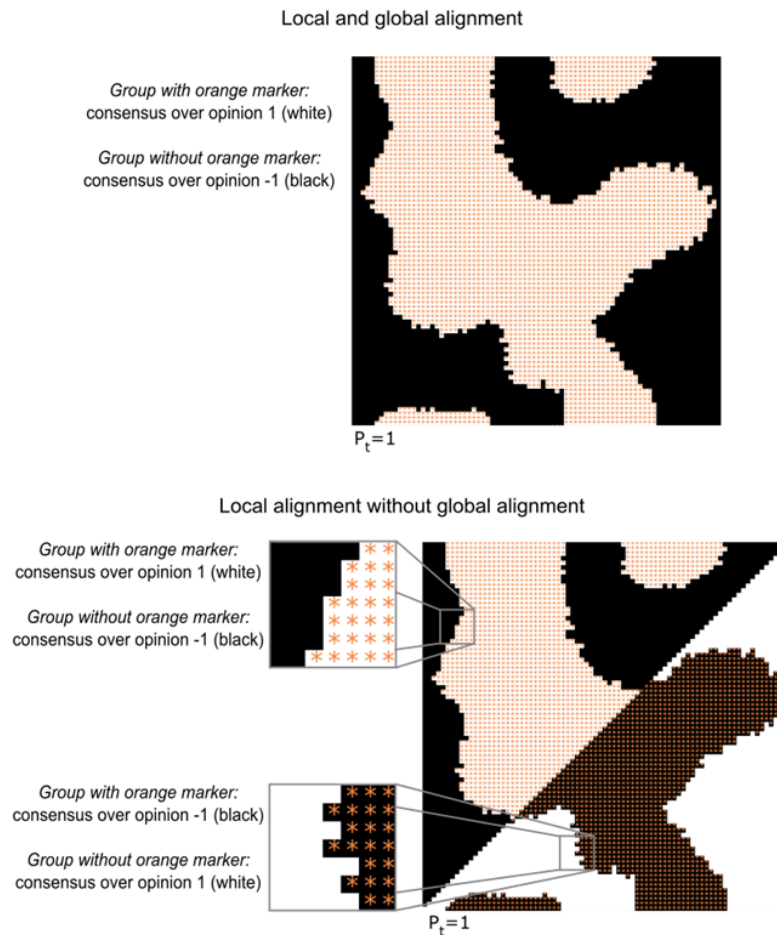 Local and global alignment
Group with orange marker:
consensus over opinion 1 (white)
Group without orange marker:
consensus over opinion -1 (black)
P_t=1
Local alignment without global alignment
Group with orange marker:
consensus over opinion 1 (white)
Group without orange marker:
consensus over opinion -1 (black)
Group with orange marker:
consensus over opinion -1 (black)
Group without orange marker:
consensus over opinion 1 (white)
P_t=1